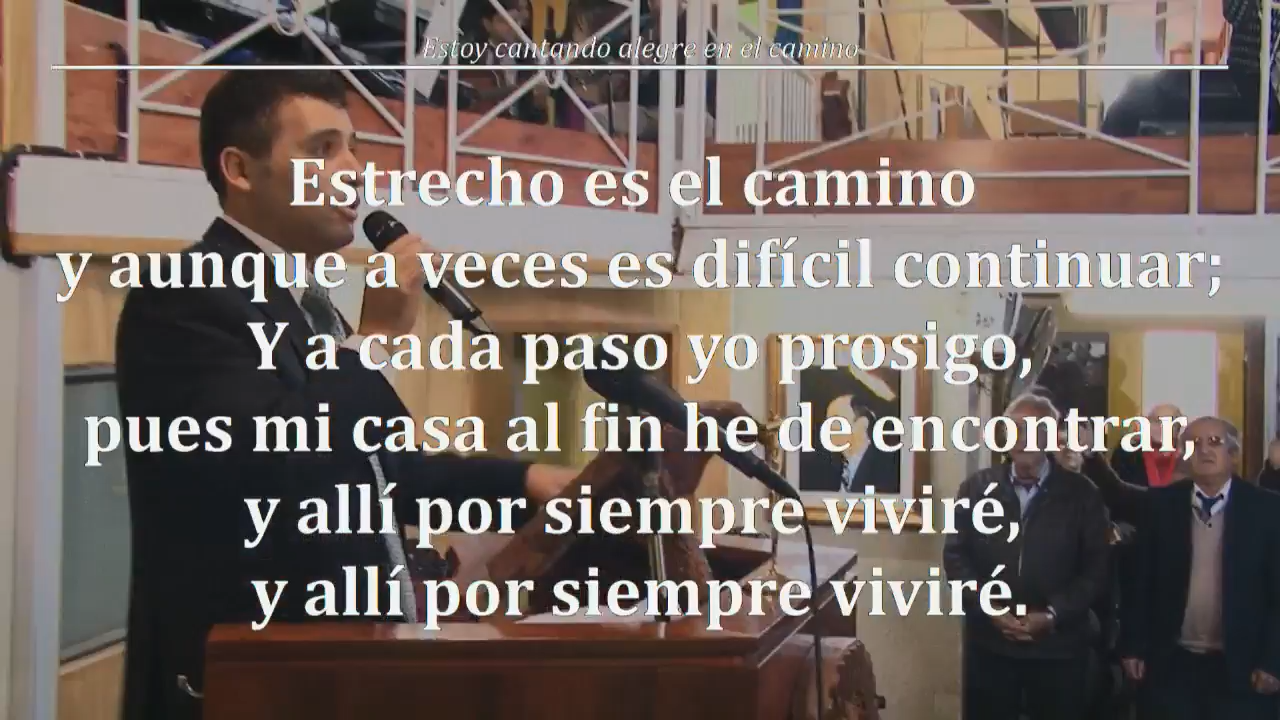 Estoy cantando alegre en el camino
Estrecho es el camino
y aunque a veces es difícil continuar;
Y a cada paso yo prosigo,
pues mi casa al fin he de encontrar,
y allí por siempre viviré,
y allí por siempre viviré.